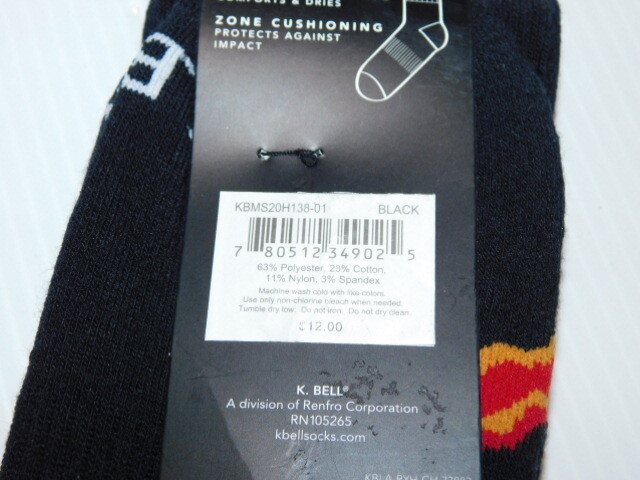 COMFORTS & DRIES
ZONE CUSHIONING
PROTECTS AGAINST
IMPACT
KBMS20H138-01 BLACK
7 80512 34902 5
63% Polyester, 23% Cotton,
11% Nylon, 3% Spandex
Machine wash cold with like colors.
Use only non-chlorine bleach when needed.
Tumble dry low. Do not iron. Do not dry clean.
$12.00
K. BELL®
A division of Renfro Corporation
RN105265
kbellsocks.com